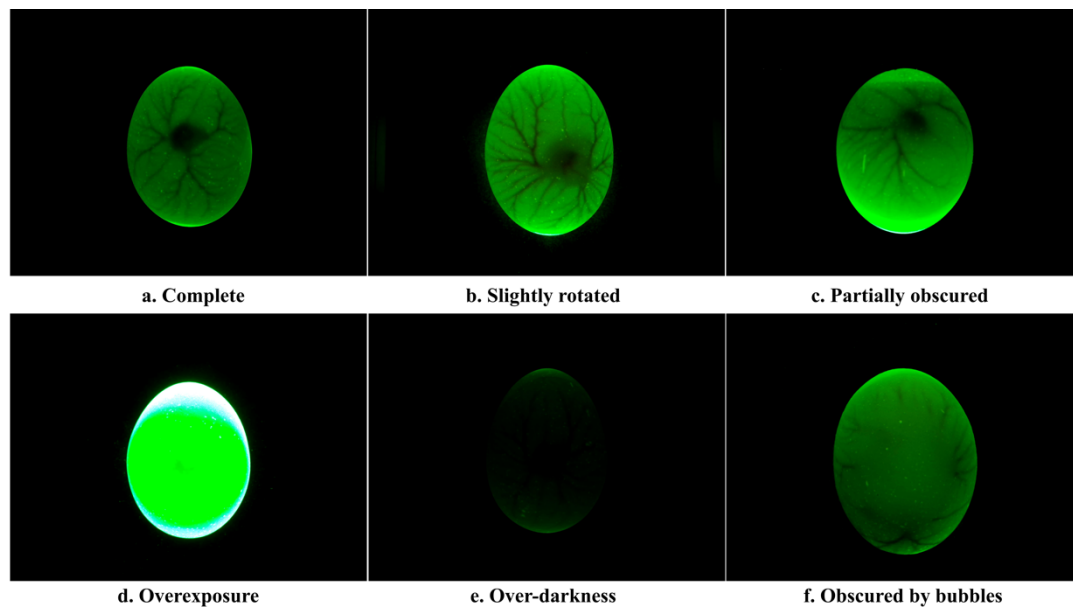 a. Complete
b. Slightly rotated
c. Partially obscured
d. Overexposure
e. Over-darkness
f. Obscured by bubbles